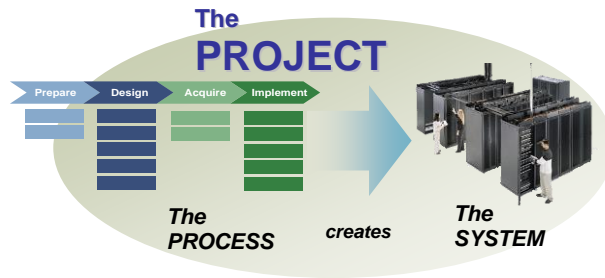 The
PROJECT
Prepare Design Acquire Implement
The
PROCESS
creates
The
SYSTEM